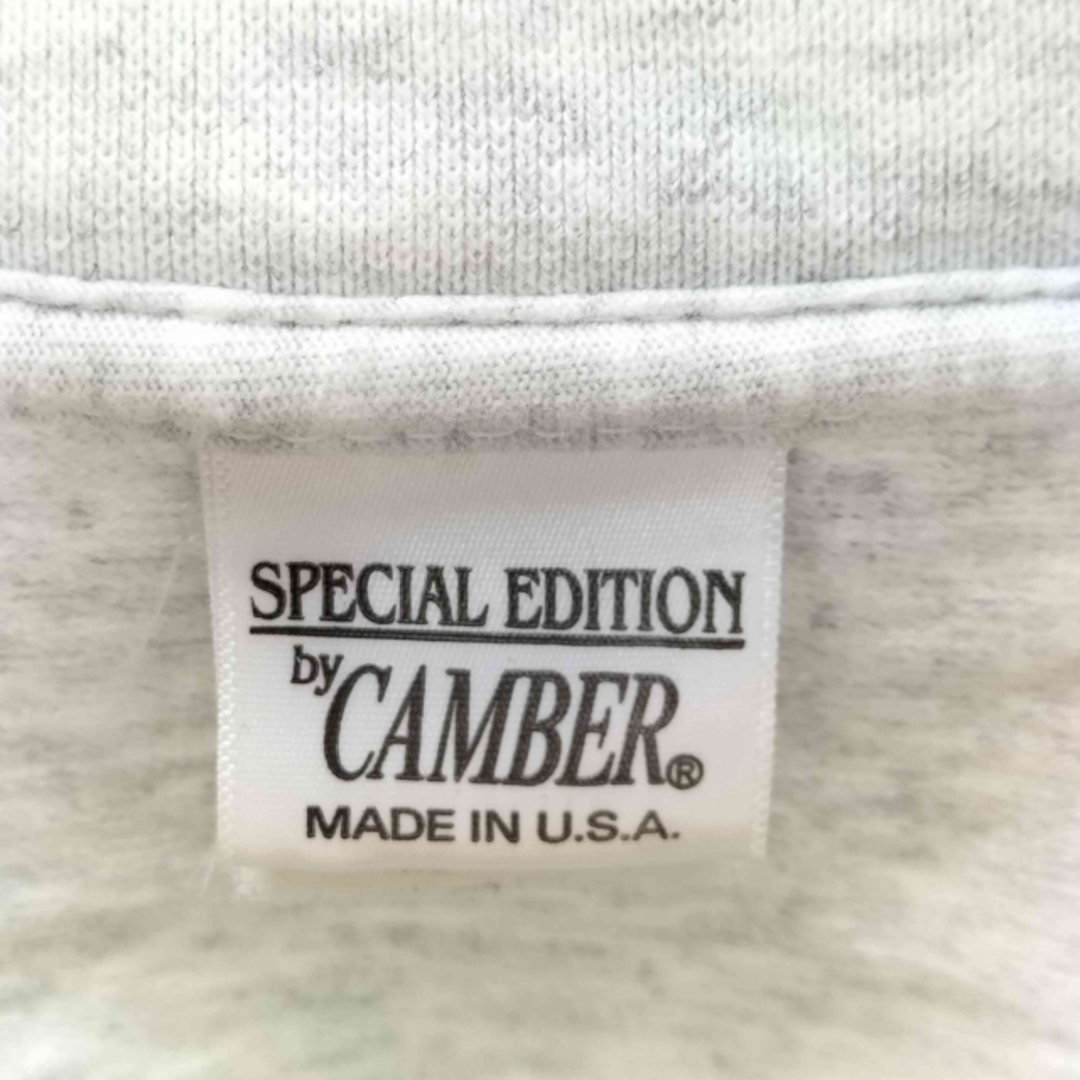 SPECIAL EDITION
by CAMBER®
MADE IN U.S.A.